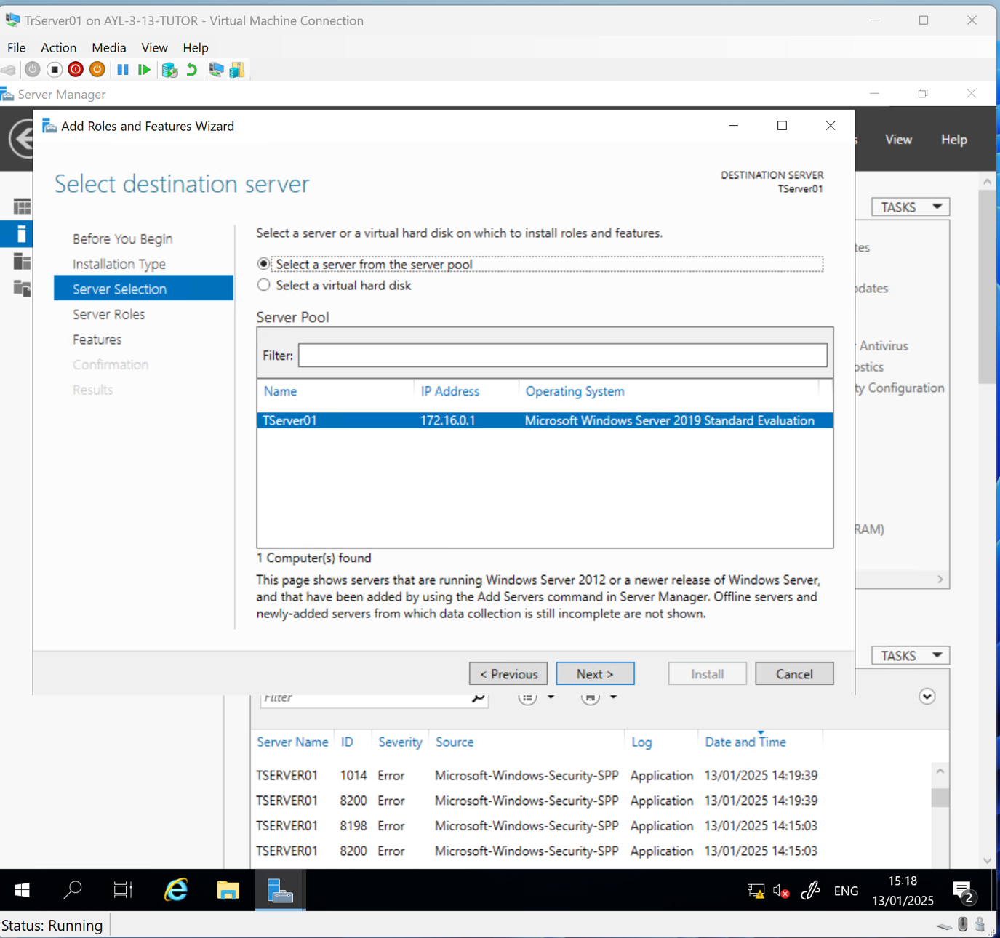 TrServer01 on AYL-3-13-TUTOR - Virtual Machine Connection
File Action Media View Help
Server Manager
Add Roles and Features Wizard
View Help
Select destination server
DESTINATION SERVER
TServer01
TASKS
Before You Begin
Installation Type
Server Selection
Server Roles
Features
Confirmation
Results
Select a server or a virtual hard disk on which to install roles and features.
Select a server from the server pool
Select a virtual hard disk
Server Pool
Filter:
Name IP Address Operating System
TServer01 172.16.0.1 Microsoft Windows Server 2019 Standard Evaluation
Antivirus
Configuration
RAM)
1 Computer(s) found
This page shows servers that are running Windows Server 2012 or a newer release of Windows Server,
and that have been added by using the Add Servers command in Server Manager. Offline servers and
newly-added servers from which data collection is still incomplete are not shown.
TASKS
< Previous Next > Install Cancel
Filter
Server Name ID Severity Source Log Date and Time
TSERVER01 1014 Error Microsoft-Windows-Security-SPP Application 13/01/2025 14:19:39
TSERVER01 8200 Error Microsoft-Windows-Security-SPP Application 13/01/2025 14:19:39
TSERVER01 8198 Error Microsoft-Windows-Security-SPP Application 13/01/2025 14:15:03
TSERVER01 8200 Error Microsoft-Windows-Security-SPP Application 13/01/2025 14:15:03
ENG
15:18
13/01/2025
2
Status: Running